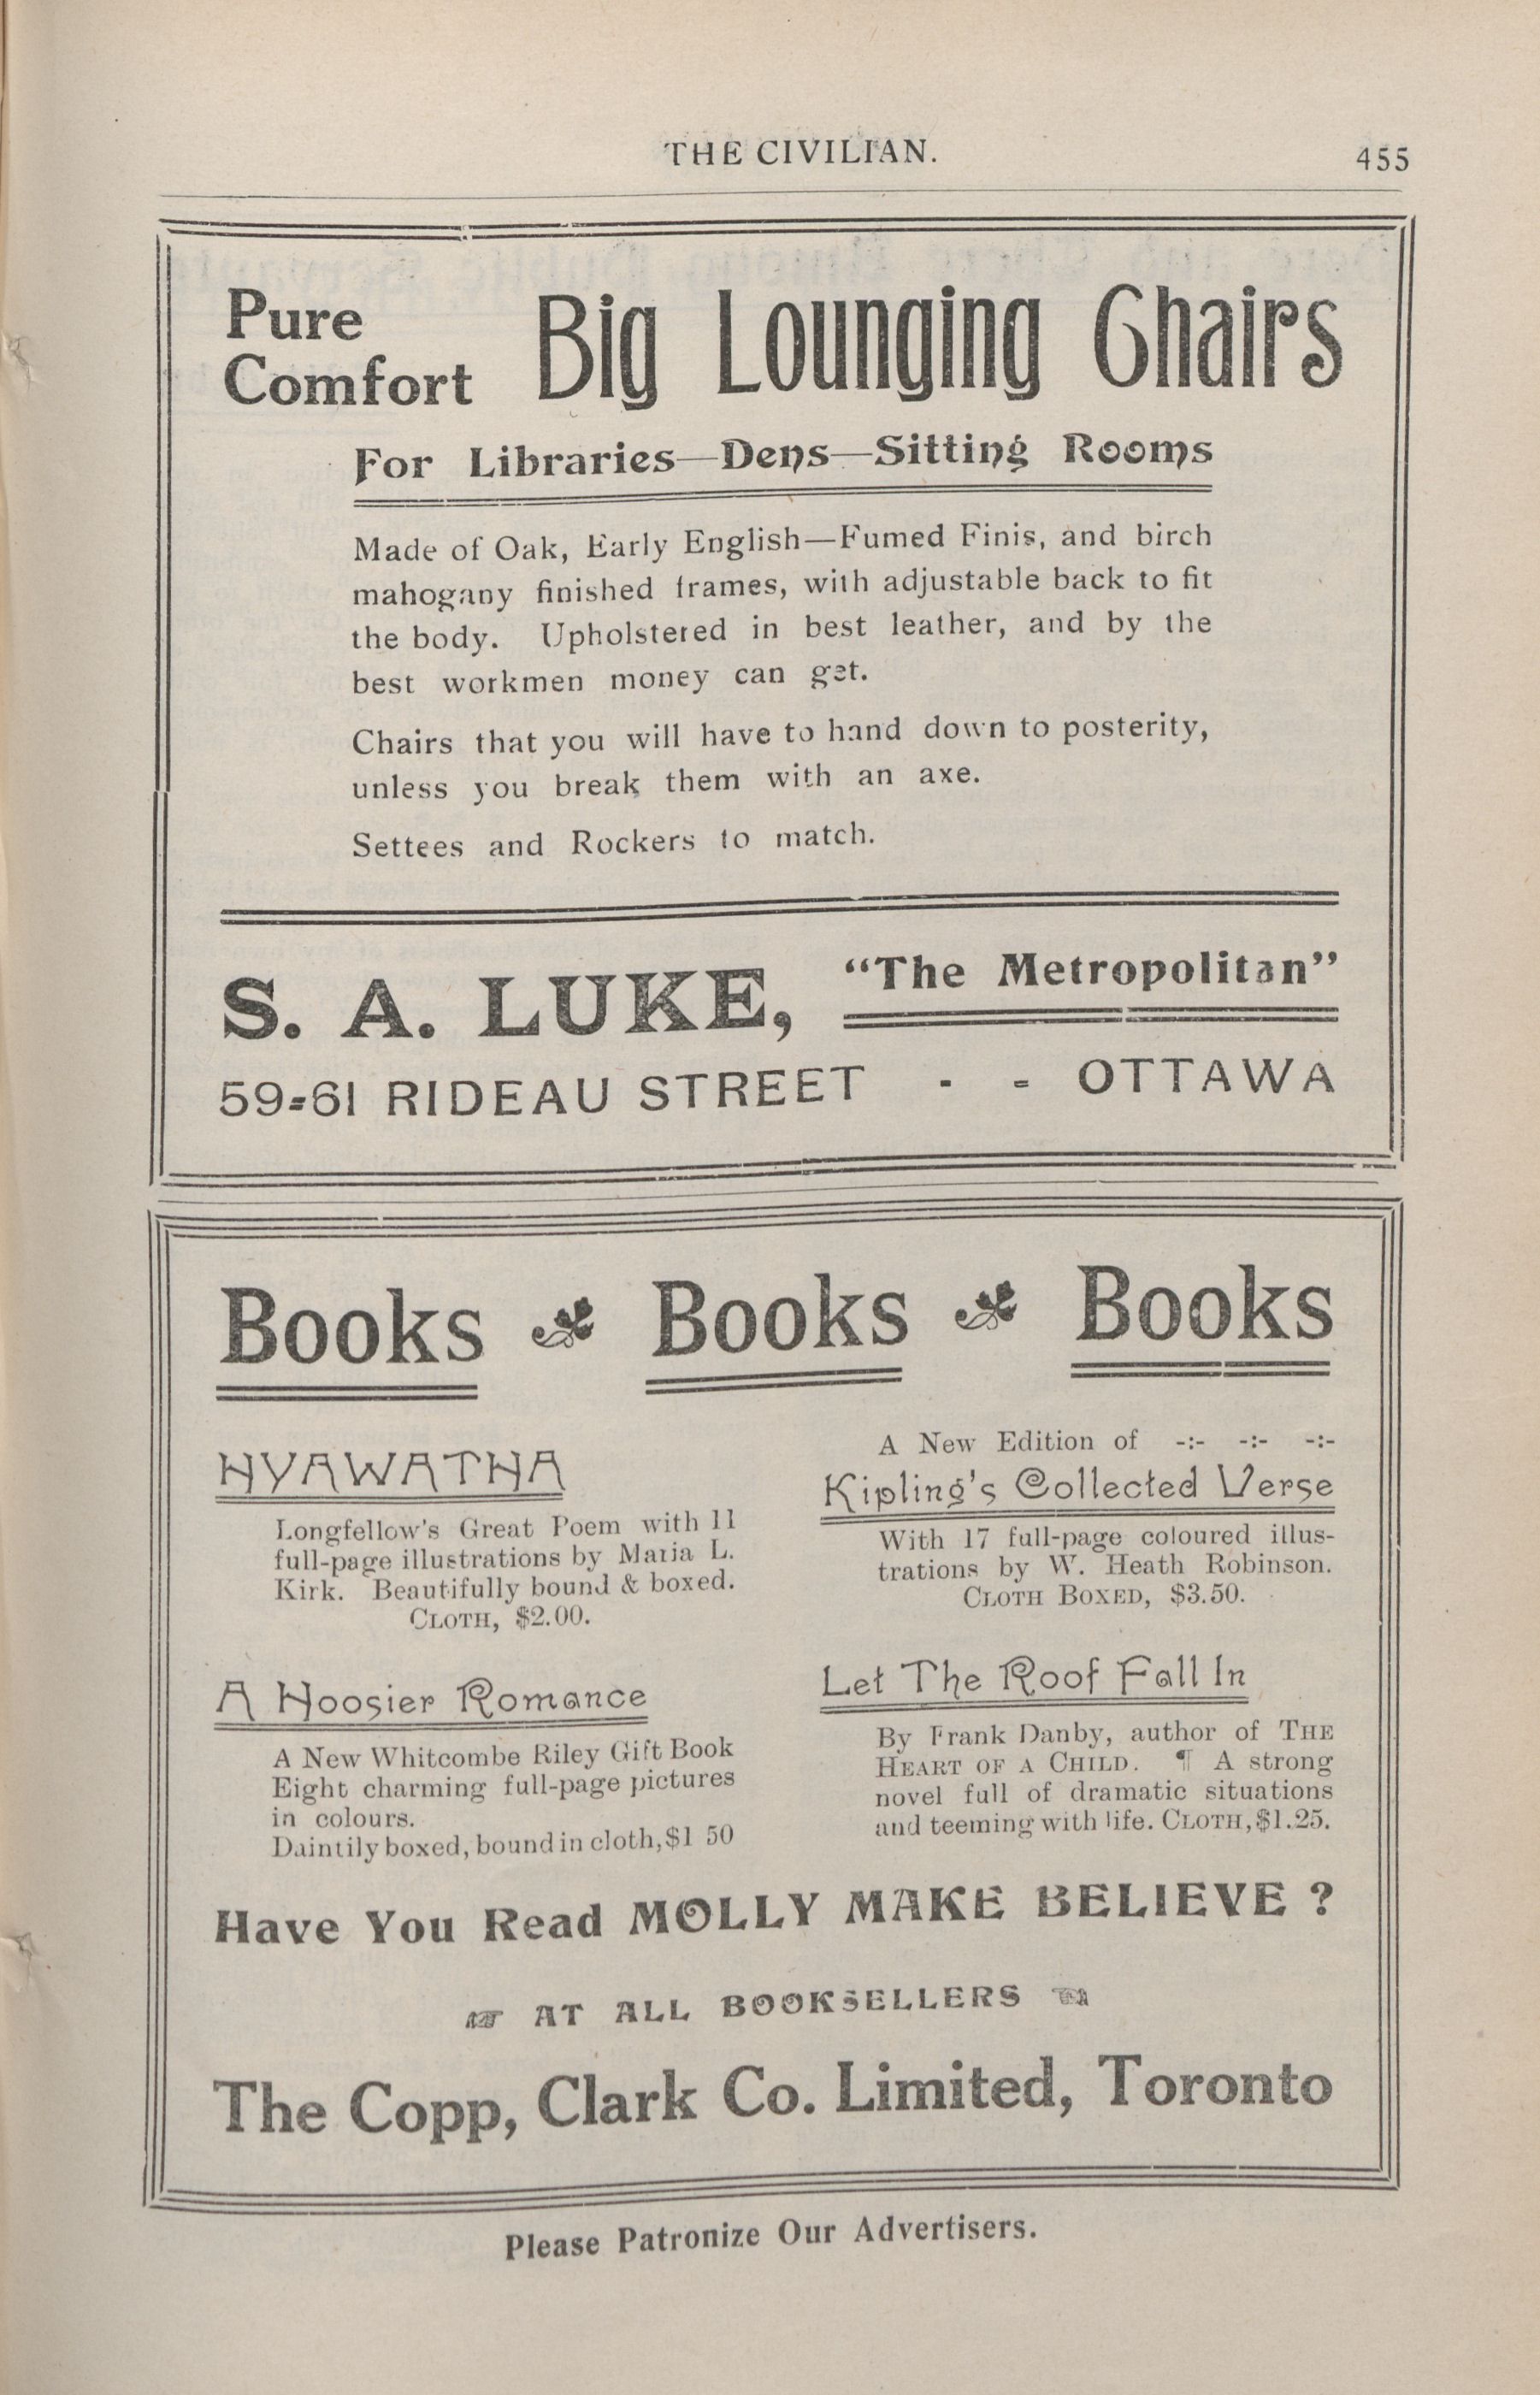 THE CIVILIAN.
455
Pure
Comfort
Big Lounging Chairs
For Libraries—Dens—Sitting Rooms
Made of Oak, Early English—Fumed Finis, and birch
mahogany finished frames, with adjustable back to fit
the body. Upholstered in best leather, and by the
best workmen money can get.
Chairs that you will have to hand down to posterity,
unless you break them with an axe.
Settees and Rockers to match.
S. A. LUKE, "The Metropolitan"
59-61 RIDEAU STREET - - OTTAWA
Books Books Books
HYAWATHA
Longfellow's Great Poem with 11
full-page illustrations by Maria L.
Kirk. Beautifully bound & boxed.
CLOTH, $2.00.
A Hoosier Romance
A New Whitcombe Riley Gift Book
Eight charming full-page pictures
in colours.
Daintily boxed, bound in cloth, $1 50
A New Edition of -:- -:- -:-
Kipling's Collected Verse
With 17 full-page coloured illus-
trations by W. Heath Robinson.
CLOTH BOXED, $3.50.
Let The Roof Fall In
By Frank Danby, author of THE
HEART OF A CHILD. ¶ A strong
novel full of dramatic situations
and teeming with life. CLOTH, $1.25.
Have You Read MOLLY MAKE BELIEVE ?
☞ AT ALL BOOKSELLERS ☜
The Copp, Clark Co. Limited, Toronto
Please Patronize Our Advertisers.